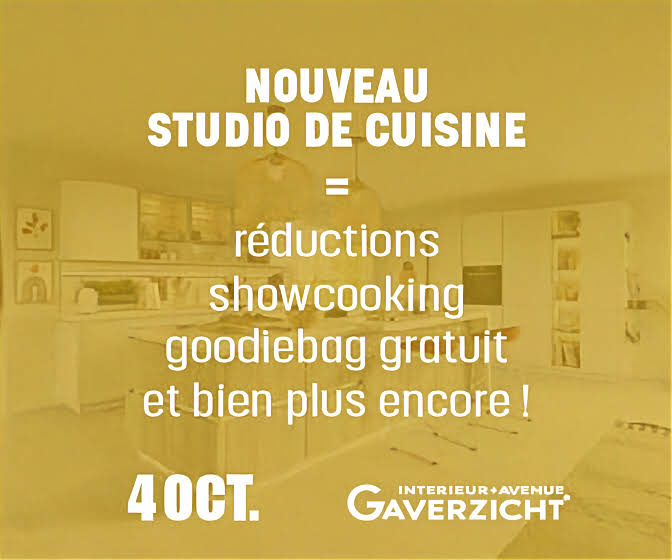 NOUVEAU
STUDIO DE CUISINE
=
réductions
showcooking
goodiebag gratuit
et bien plus encore !
4 OCT.
INTERIEUR+AVENUE
GAVERZICHT